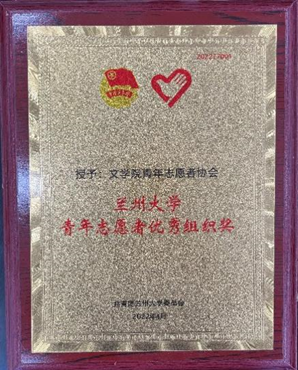 授予：文学院青年志愿者协会
兰州大学
青年志愿者优秀组织奖
共青团兰州大学委员会